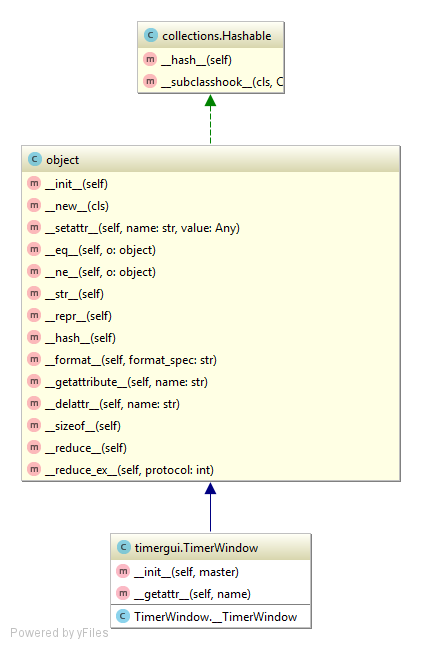 C collections.Hashable
m __hash__(self)
m __subclasshook__(cls, C
C object
m __init__(self)
m __new__(cls)
m __setattr__(self, name: str, value: Any)
m __eq__(self, o: object)
m __ne__(self, o: object)
m __str__(self)
m __repr__(self)
m __hash__(self)
m __format__(self, format_spec: str)
m __getattribute__(self, name: str)
m __delattr__(self, name: str)
m __sizeof__(self)
m __reduce__(self)
m __reduce_ex__(self, protocol: int)
C timergui.TimerWindow
m __init__(self, master)
m __getattr__(self, name)
C TimerWindow.__TimerWindow
Powered by yFiles